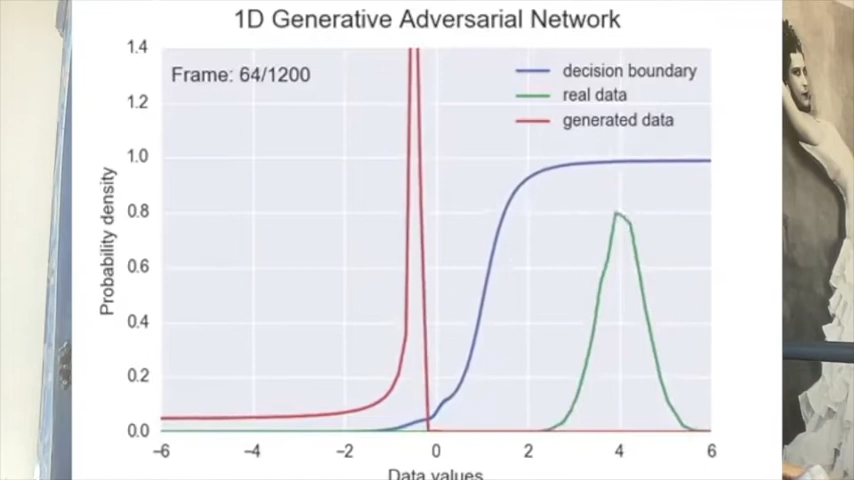 1D Generative Adversarial Network
Frame: 64/1200
decision boundary
real data
generated data
Probability density
1.4
1.2
1.0
0.8
0.6
0.4
0.2
0.0
−6
−4
−2
0
2
4
6
Data values